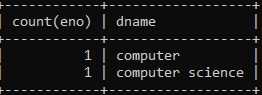 +------------+------------------+
| count(eno) | dname            |
+------------+------------------+
|          1 | computer         |
|          1 | computer science |
+------------+------------------+